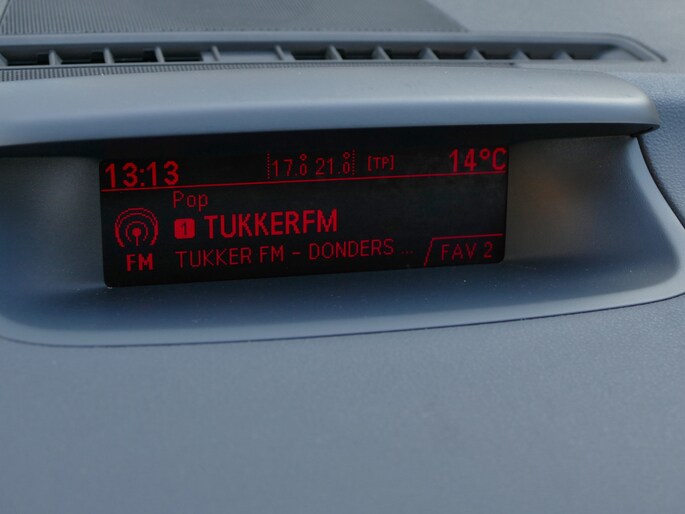 13:13 17.0° 21.0° [TP] 14°C
Pop
1 TUKKERFM
FM TUKKER FM - DONDERS ... FAV 2